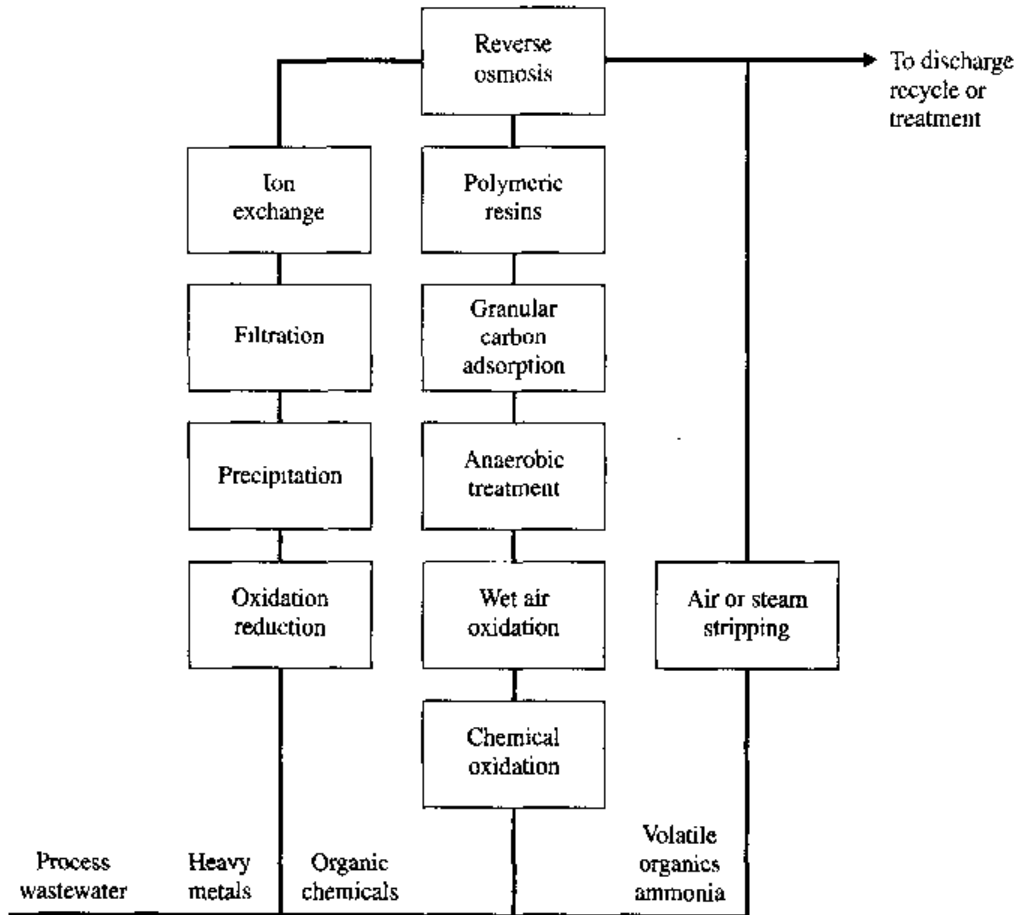 Reverse
osmosis
To discharge
recycle or
treatment
Ion
exchange
Polymeric
resins
Filtration
Granular
carbon
adsorption
Precipitation
Anaerobic
treatment
Oxidation
reduction
Wet air
oxidation
Air or steam
stripping
Chemical
oxidation
Process
wastewater
Heavy
metals
Organic
chemicals
Volatile
organics
ammonia